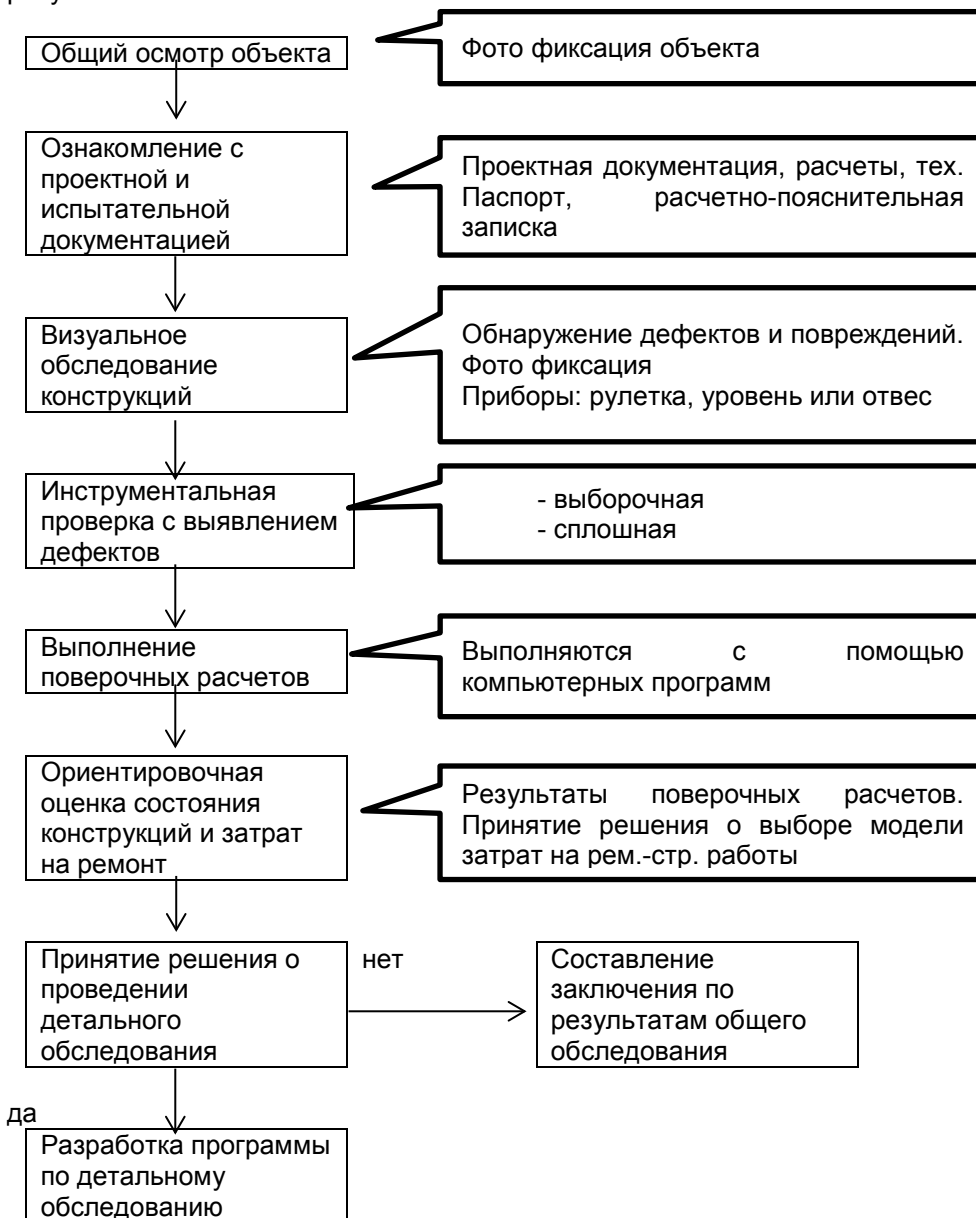 Общий осмотр объекта
Фото фиксация объекта
Ознакомление с
проектной и
испытательной
документацией
Проектная документация, расчеты, тех.
Паспорт, расчетно-пояснительная
записка
Визуальное
обследование
конструкций
Обнаружение дефектов и повреждений.
Фото фиксация
Приборы: рулетка, уровень или отвес
Инструментальная
проверка с выявлением
дефектов
- выборочная
- сплошная
Выполнение
поверочных расчетов
Выполняются с помощью
компьютерных программ
Ориентировочная
оценка состояния
конструкций и затрат
на ремонт
Результаты поверочных расчетов.
Принятие решения о выборе модели
затрат на рем.-стр. работы
Принятие решения о
проведении
детального
обследования
нет
Составление
заключения по
результатам общего
обследования
да
Разработка программы
по детальному
обследованию